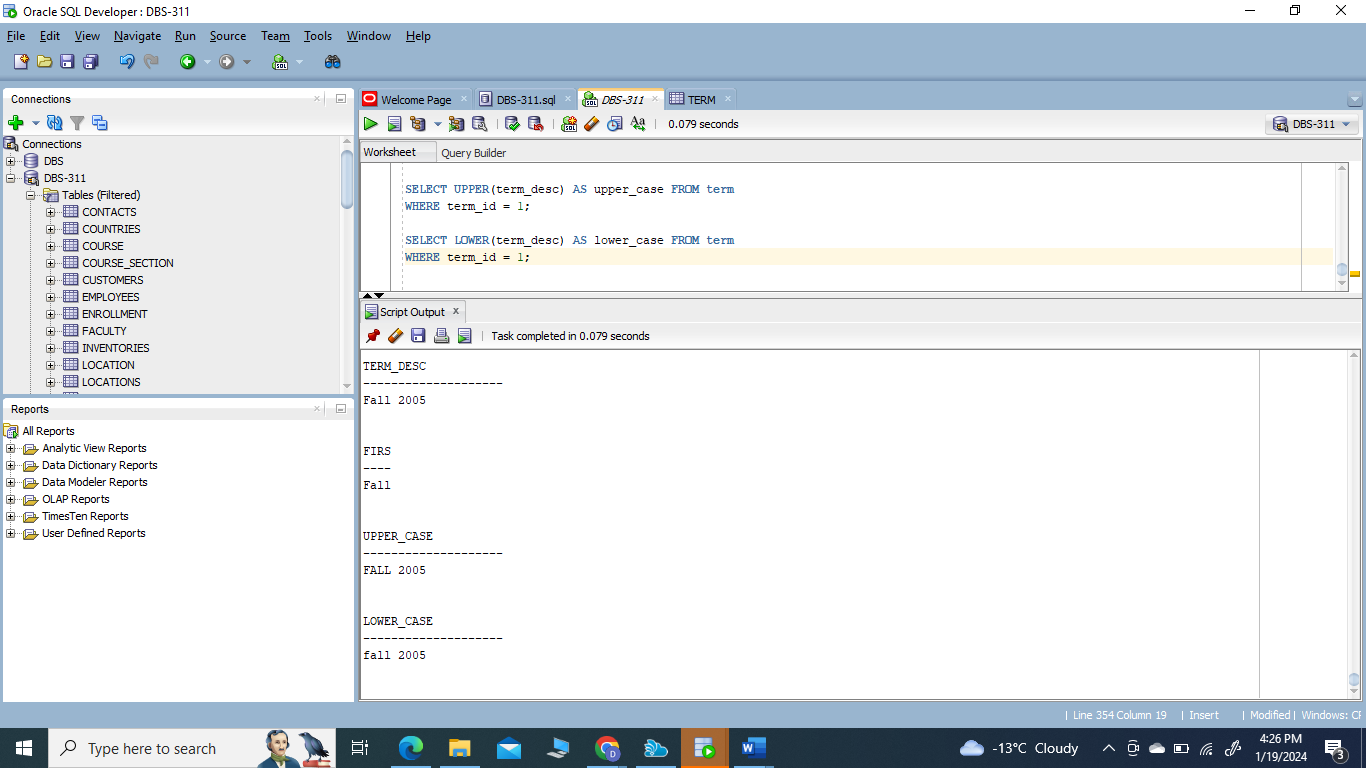 Oracle SQL Developer : DBS-311
File Edit View Navigate Run Source Team Tools Window Help
Connections
Connections
DBS
DBS-311
Tables (Filtered)
CONTACTS
COUNTRIES
COURSE
COURSE_SECTION
CUSTOMERS
EMPLOYEES
ENROLLMENT
FACULTY
INVENTORIES
LOCATION
LOCATIONS
Reports
All Reports
Analytic View Reports
Data Dictionary Reports
Data Modeler Reports
OLAP Reports
TimesTen Reports
User Defined Reports
Welcome Page DBS-311.sql DBS-311 TERM
0.079 seconds DBS-311
Worksheet Query Builder
SELECT UPPER(term_desc) AS upper_case FROM term
WHERE term_id = 1;
SELECT LOWER(term_desc) AS lower_case FROM term
WHERE term_id = 1;
Script Output x
Task completed in 0.079 seconds
TERM_DESC
--------------------
Fall 2005
FIRS
----
Fall
UPPER_CASE
--------------------
FALL 2005
LOWER_CASE
--------------------
fall 2005
| Line 354 Column 19 | Insert | Modified | Windows: CF
Type here to search
-13°C Cloudy
4:26 PM
1/19/2024
3